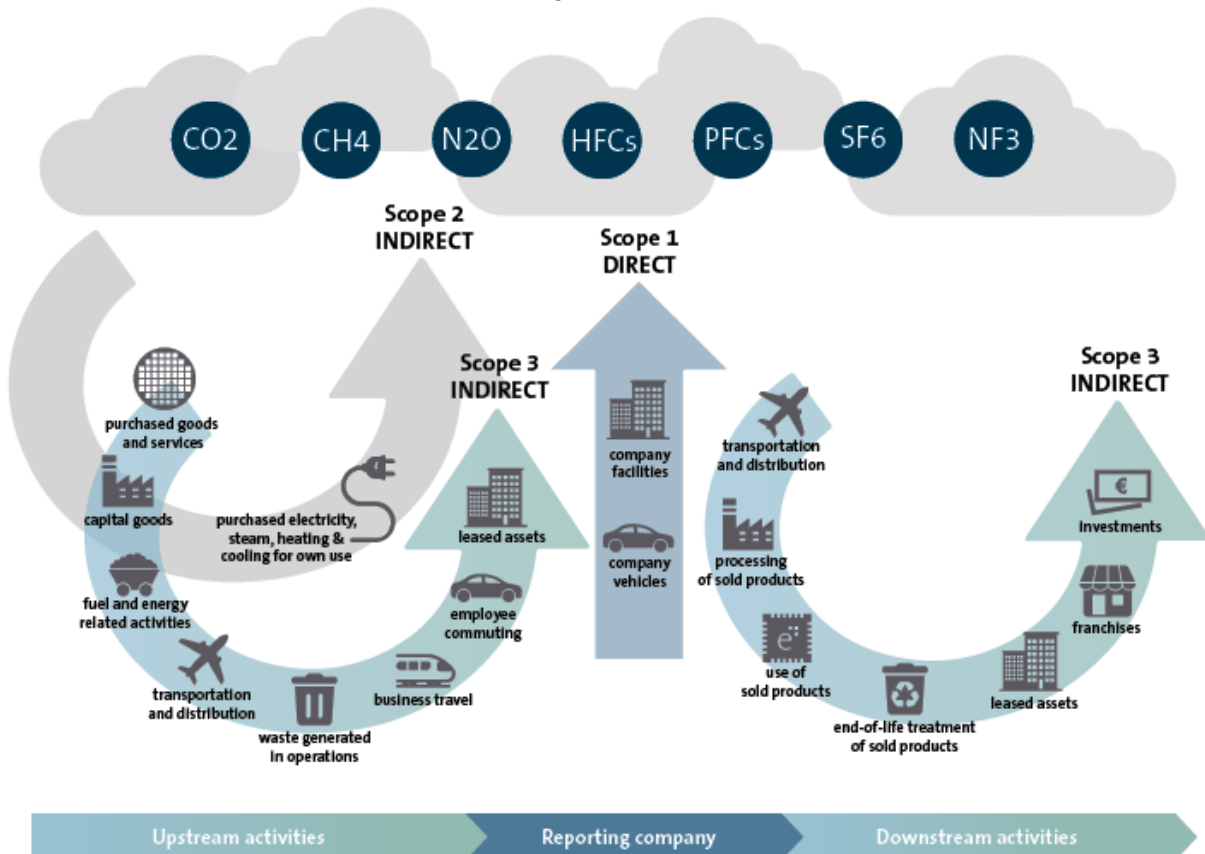 CO2
CH4
N2O
HFCs
PFCs
SF6
NF3
Scope 2
INDIRECT
Scope 1
DIRECT
Scope 3
INDIRECT
Scope 3
INDIRECT
purchased goods
and services
capital goods
fuel and energy
related activities
transportation
and distribution
waste generated
in operations
business travel
employee
commuting
leased assets
purchased electricity,
steam, heating &
cooling for own use
company
facilities
company
vehicles
transportation
and distribution
processing
of sold products
e
use of
sold products
end-of-life treatment
of sold products
leased assets
franchises
€
investments
Upstream activities
Reporting company
Downstream activities